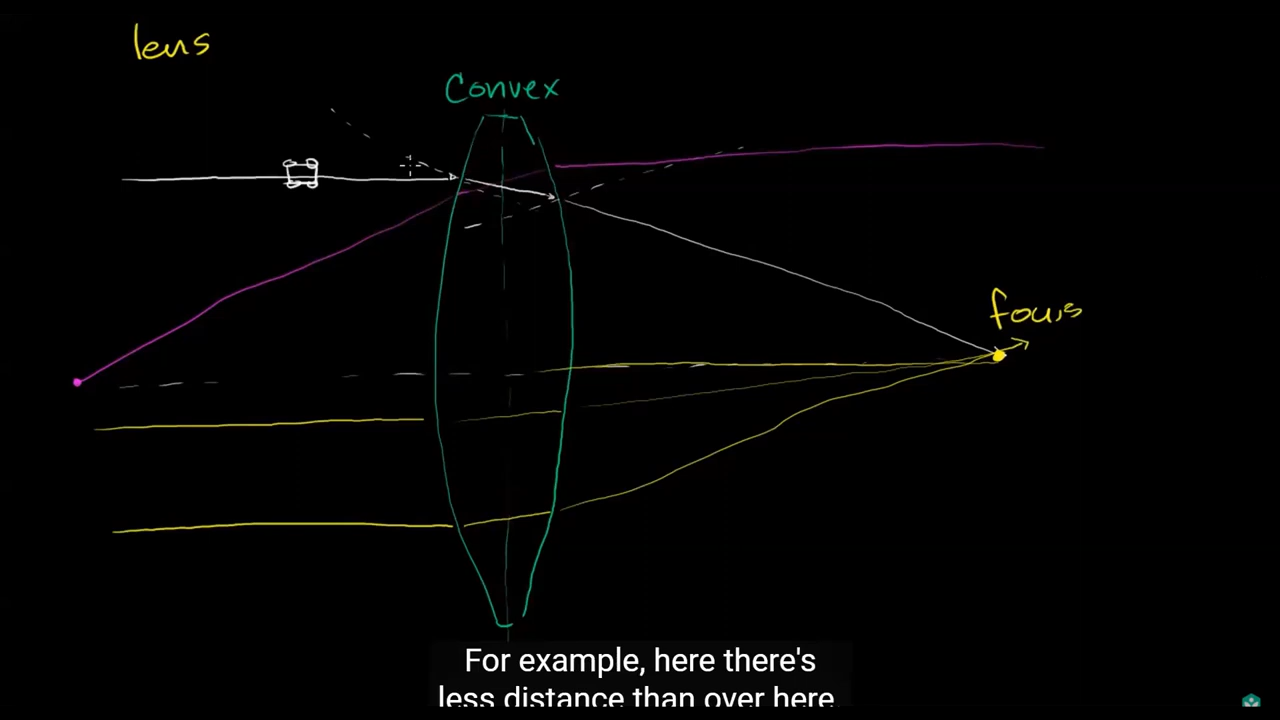 lens
Convex
focus
For example, here there's
less distance than over here.